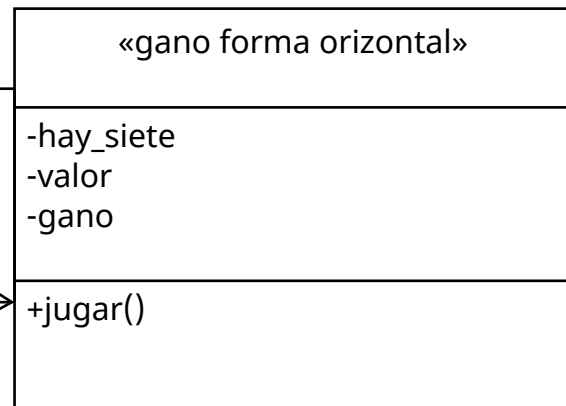 «gano forma orizontal»
-hay_siete
-valor
-gano
+jugar()